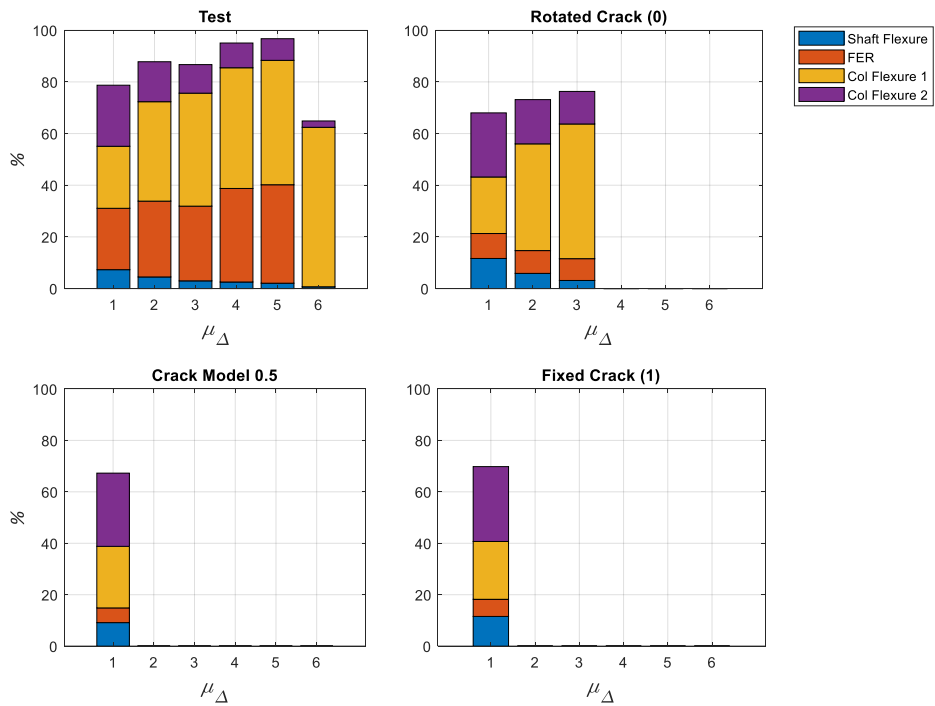 Test
100
80
60
40
20
0
%
1 2 3 4 5 6
μ_Δ
Rotated Crack (0)
100
80
60
40
20
0
1 2 3 4 5 6
μ_Δ
Shaft Flexure
FER
Col Flexure 1
Col Flexure 2
Crack Model 0.5
100
80
60
40
20
0
%
1 2 3 4 5 6
μ_Δ
Fixed Crack (1)
100
80
60
40
20
0
1 2 3 4 5 6
μ_Δ